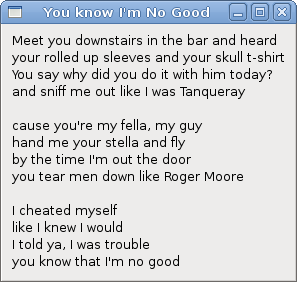 You know I'm No Good
Meet you downstairs in the bar and heard
your rolled up sleeves and your skull t-shirt
You say why did you do it with him today?
and sniff me out like I was Tanqueray

cause you're my fella, my guy
hand me your stella and fly
by the time I'm out the door
you tear men down like Roger Moore

I cheated myself
like I knew I would
I told ya, I was trouble
you know that I'm no good